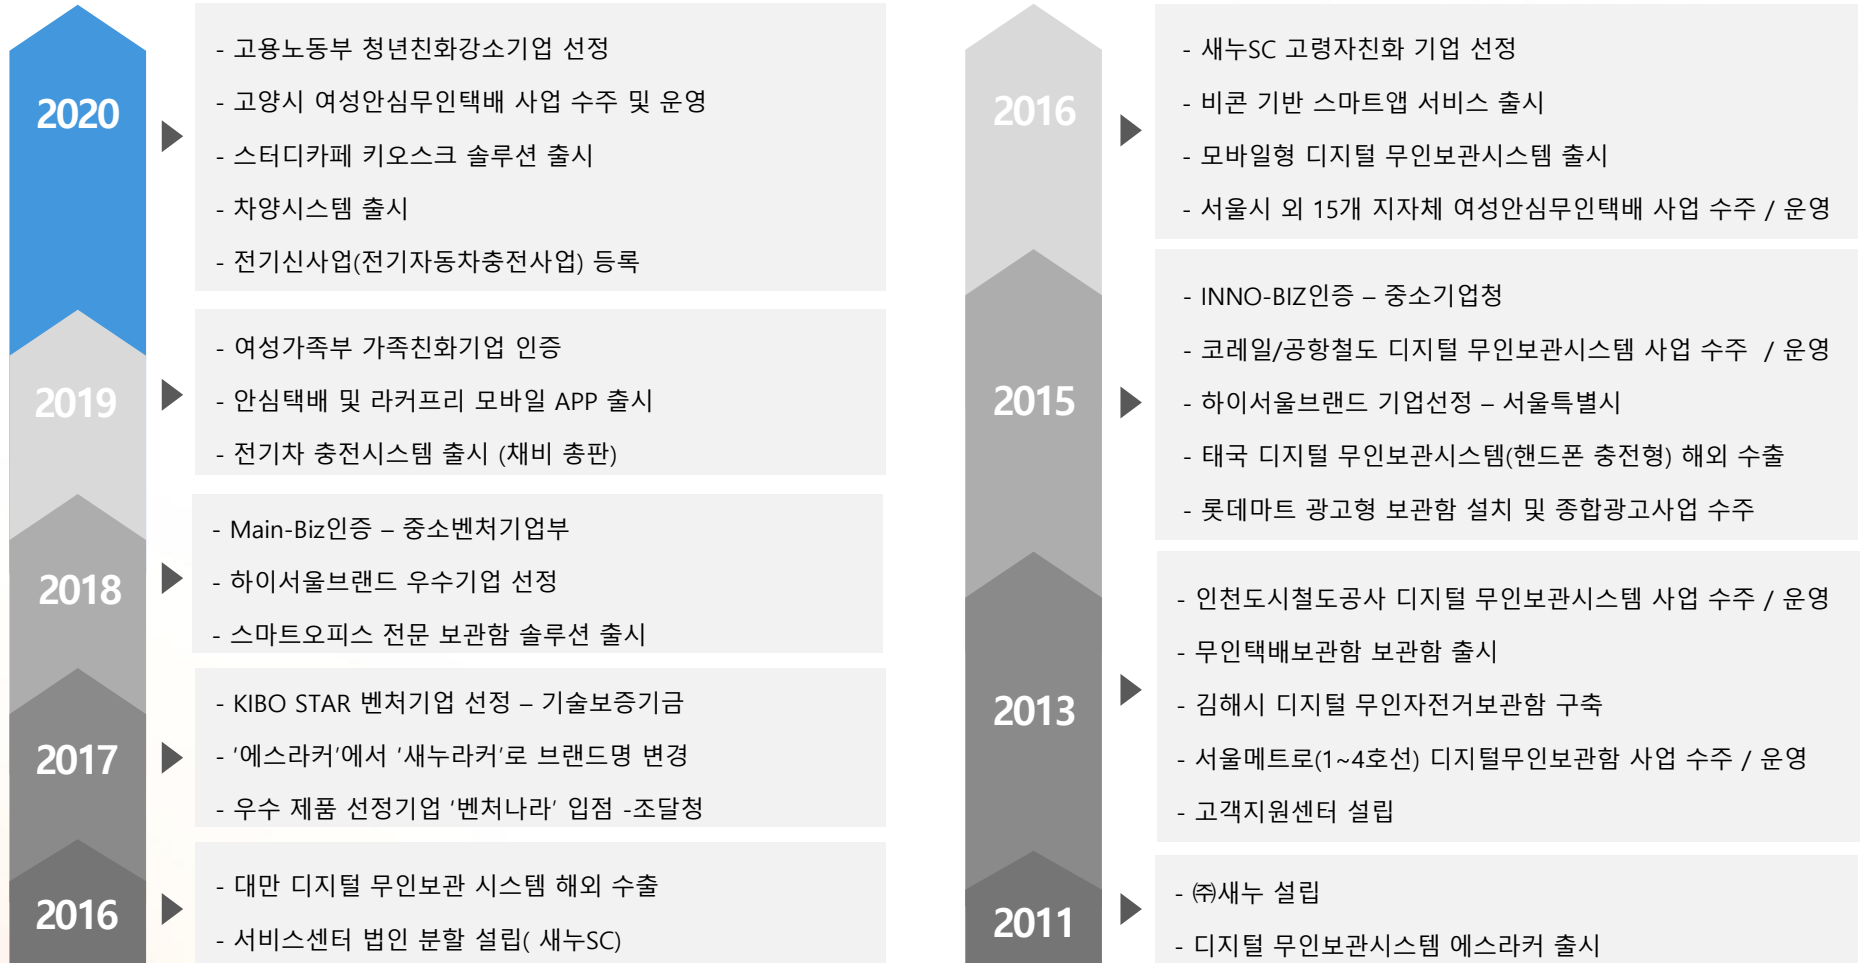 2020
- 고용노동부 청년친화강소기업 선정
- 고양시 여성안심무인택배 사업 수주 및 운영
- 스터디카페 키오스크 솔루션 출시
- 차양시스템 출시
- 전기신사업(전기자동차충전사업) 등록
2019
- 여성가족부 가족친화기업 인증
- 안심택배 및 라커프리 모바일 APP 출시
- 전기차 충전시스템 출시 (채비 총판)
2018
- Main-Biz인증 – 중소벤처기업부
- 하이서울브랜드 우수기업 선정
- 스마트오피스 전문 보관함 솔루션 출시
2017
- KIBO STAR 벤처기업 선정 – 기술보증기금
- ‘에스라커’에서 ‘새누라커’로 브랜드명 변경
- 우수 제품 선정기업 ‘벤처나라’ 입점 -조달청
2016
- 대만 디지털 무인보관 시스템 해외 수출
- 서비스센터 법인 분할 설립( 새누SC)
2016
- 새누SC 고령자친화 기업 선정
- 비콘 기반 스마트앱 서비스 출시
- 모바일형 디지털 무인보관시스템 출시
- 서울시 외 15개 지자체 여성안심무인택배 사업 수주 / 운영
2015
- INNO-BIZ인증 – 중소기업청
- 코레일/공항철도 디지털 무인보관시스템 사업 수주  / 운영
- 하이서울브랜드 기업선정 – 서울특별시
- 태국 디지털 무인보관시스템(핸드폰 충전형) 해외 수출
- 롯데마트 광고형 보관함 설치 및 종합광고사업 수주
2013
- 인천도시철도공사 디지털 무인보관시스템 사업 수주 / 운영
- 무인택배보관함 보관함 출시
- 김해시 디지털 무인자전거보관함 구축
- 서울메트로(1~4호선) 디지털무인보관함 사업 수주 / 운영
- 고객지원센터 설립
2011
- ㈜새누 설립
- 디지털 무인보관시스템 에스라커 출시